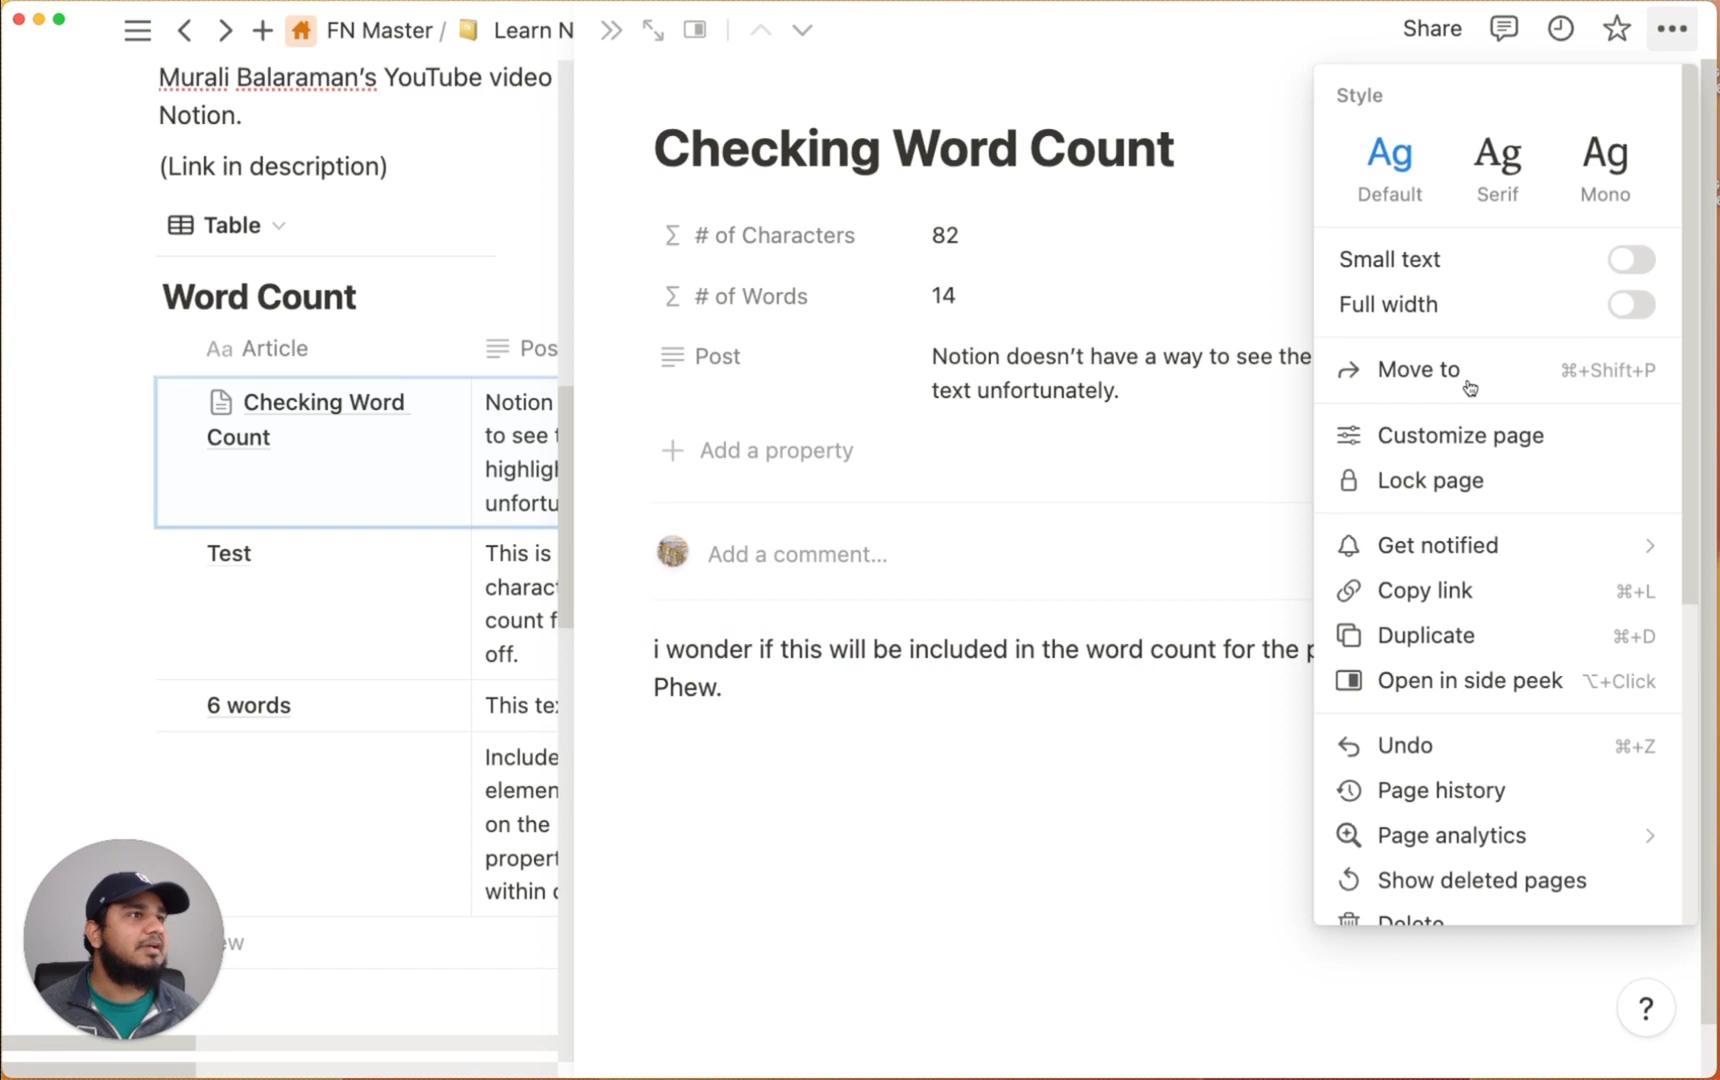 FN Master / Learn N
Share
Murali Balaraman's YouTube video
Notion.
(Link in description)
Table
Word Count
Aa Article
Pos
Checking Word
Count
Notion
to see t
highligh
unfortu
Test
This is
charact
count f
off.
6 words
This tex
Include
elemen
on the
propert
within c
ew
Checking Word Count
# of Characters 82
# of Words 14
Post
Notion doesn't have a way to see the
text unfortunately.
Add a property
Add a comment...
i wonder if this will be included in the word count for the p
Phew.
Style
Ag Ag Ag
Default Serif Mono
Small text
Full width
Move to ⌘+Shift+P
Customize page
Lock page
Get notified
Copy link ⌘+L
Duplicate ⌘+D
Open in side peek ⌥+Click
Undo ⌘+Z
Page history
Page analytics
Show deleted pages
Delete
?